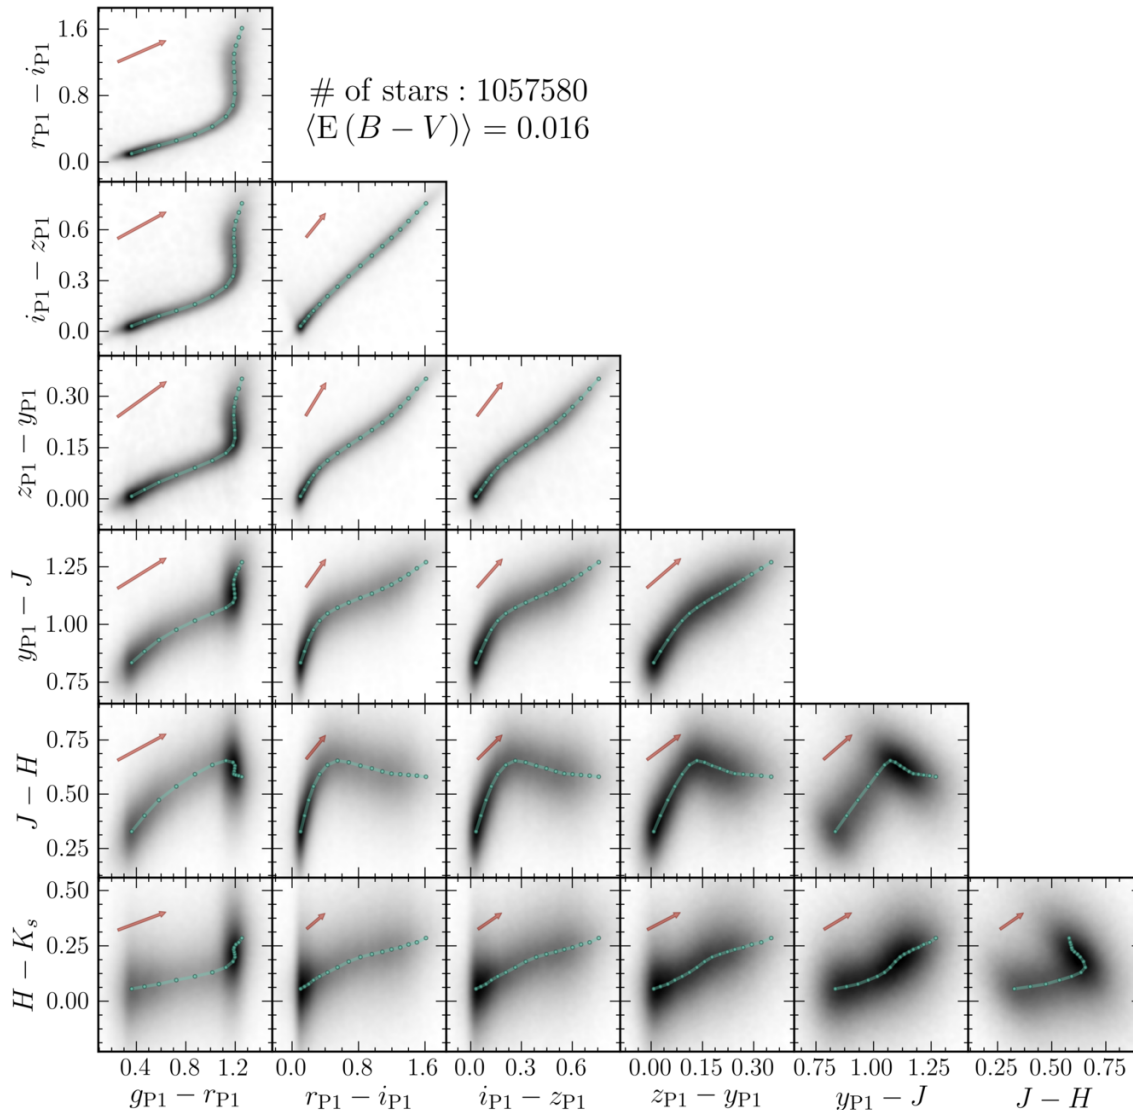 1.6
0.8
0.0
r_P1 − i_P1
# of stars : 1057580
⟨E (B − V)⟩ = 0.016
0.6
0.3
0.0
i_P1 − z_P1
0.30
0.15
0.00
z_P1 − y_P1
1.25
1.00
0.75
y_P1 − J
0.75
0.50
0.25
J − H
0.50
0.25
0.00
H − K_s
0.4 0.8 1.2 0.0 0.8 1.6 0.0 0.3 0.6 0.00 0.15 0.30 0.75 1.00 1.25 0.25 0.50 0.75
g_P1 − r_P1 r_P1 − i_P1 i_P1 − z_P1 z_P1 − y_P1 y_P1 − J J − H